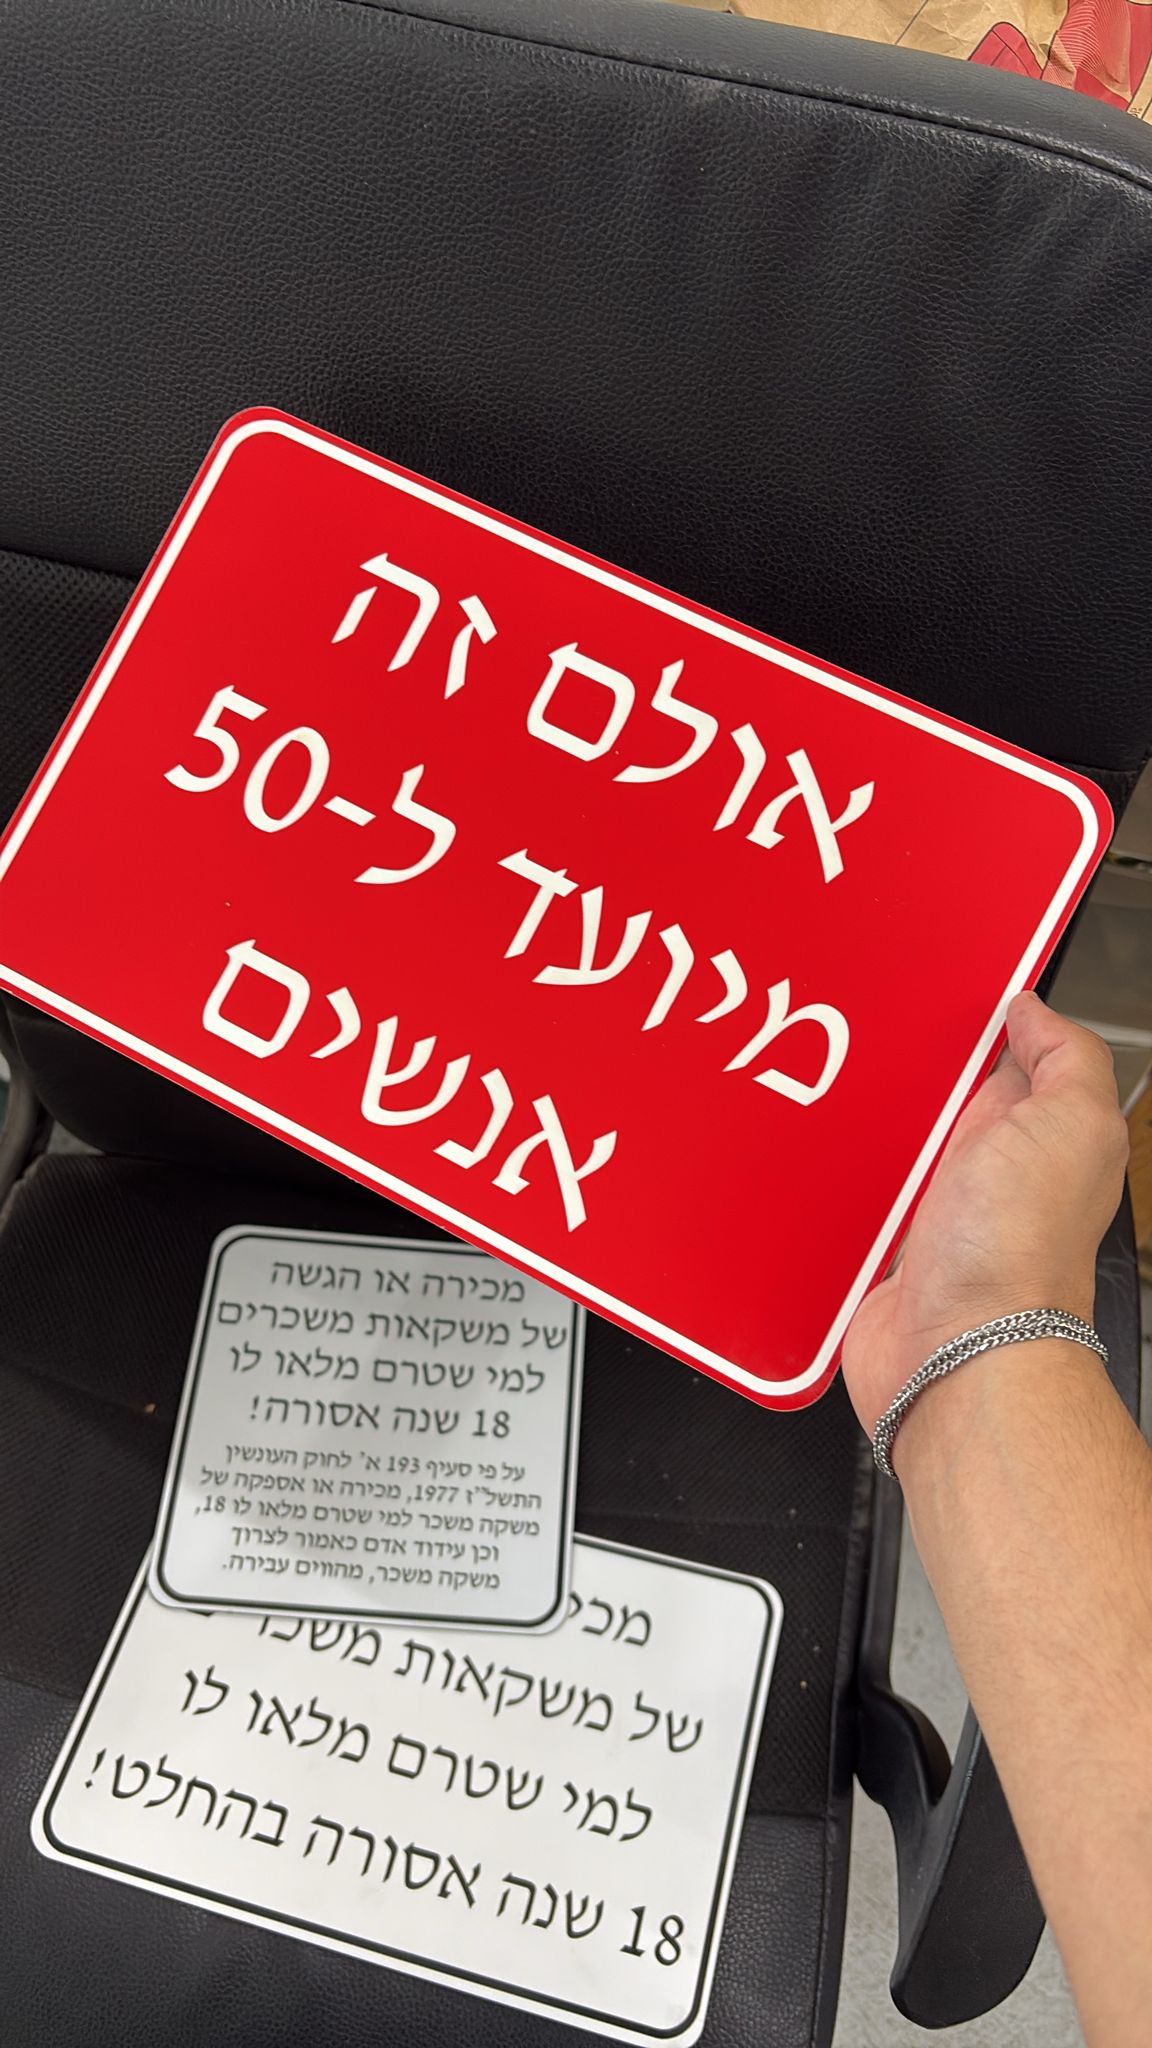 אולם זה
מיועד ל-50
אנשים
מכירה או הגשה
של משקאות משכרים
למי שטרם מלאו לו
18 שנה אסורה!
על פי סעיף 193 א' לחוק העונשין
התשל"ז 1977, מכירה או אספקה של
משקה משכר למי שטרם מלאו לו 18,
וכן עידוד אדם כאמור לצרוך
משקה משכר, מהווים עבירה.
של משקאות
למי שטרם מלאו לו
18 שנה אסורה בהחלט!